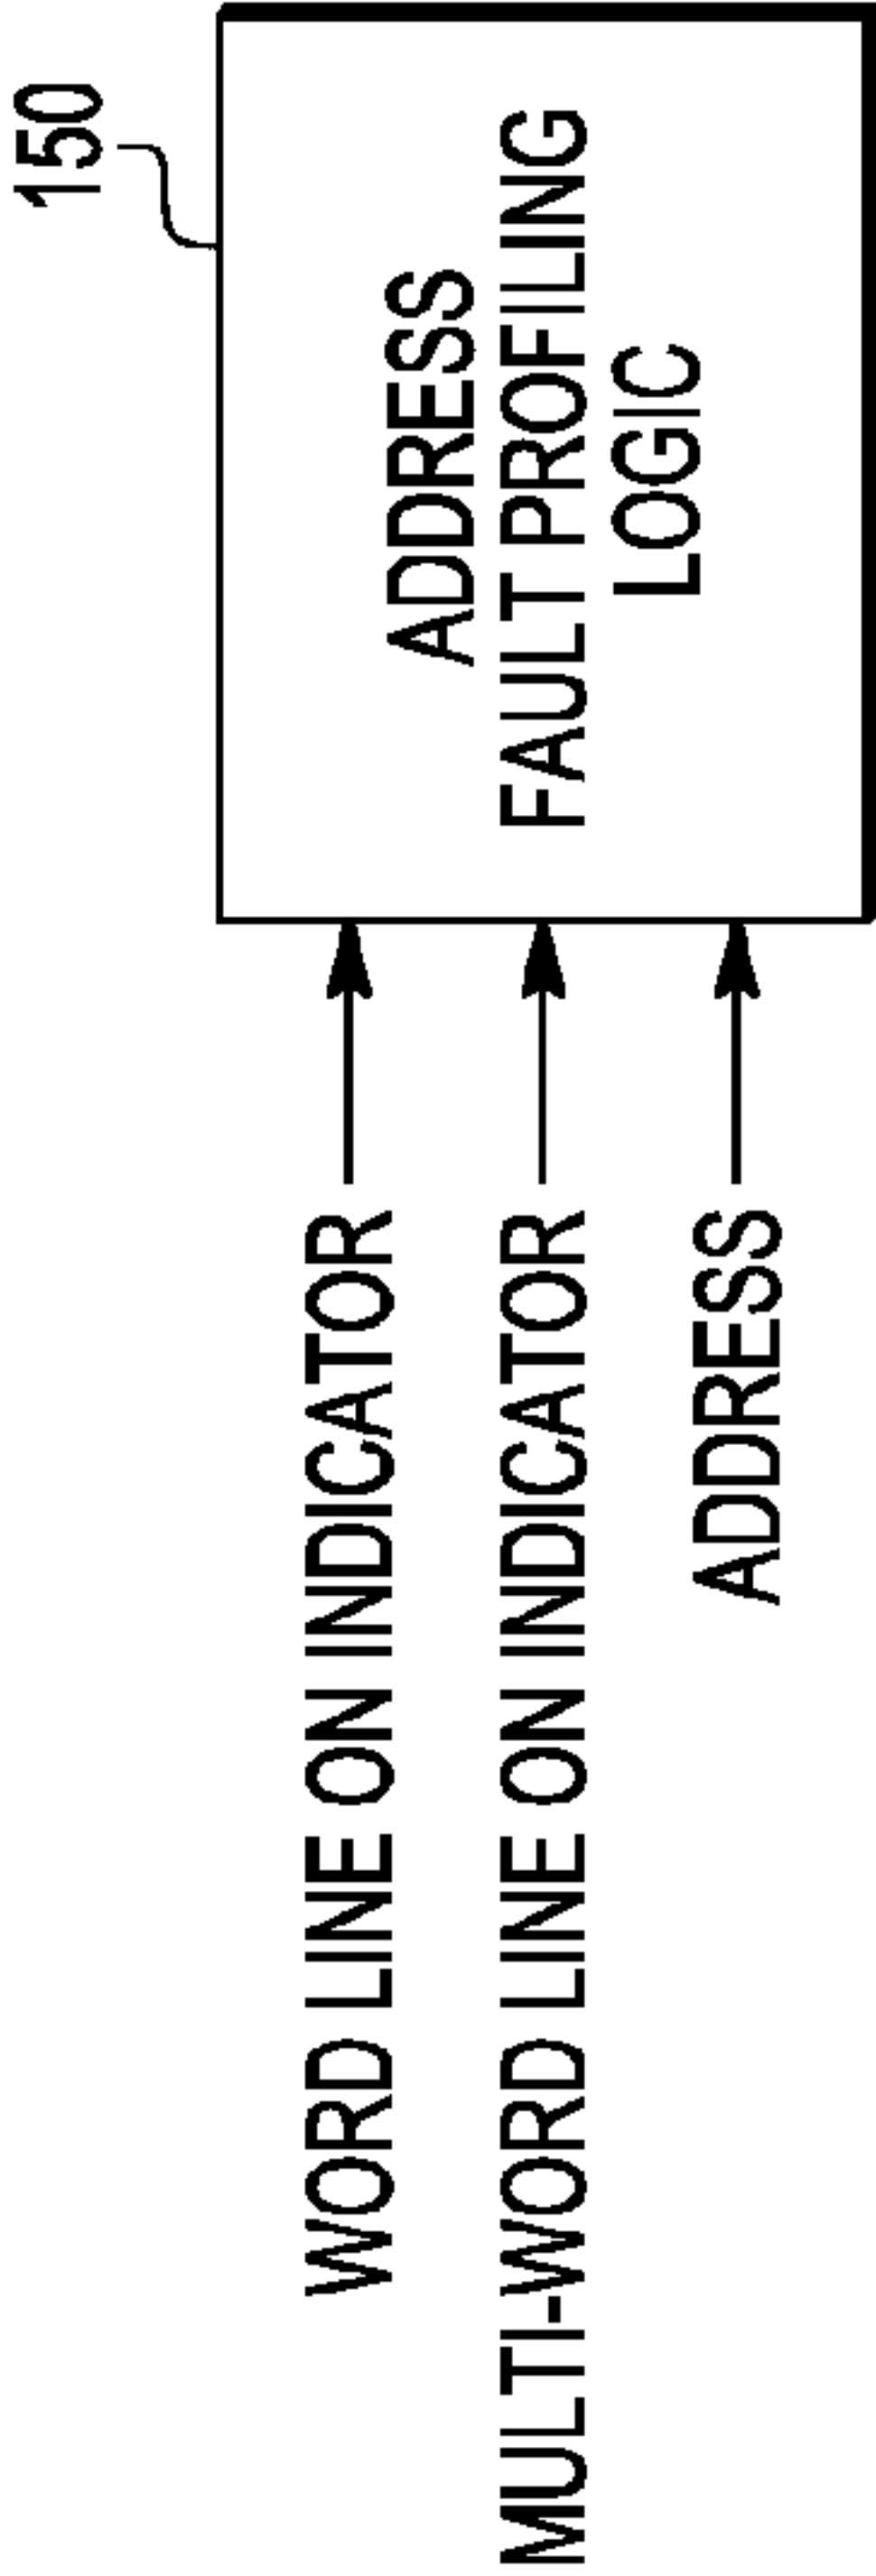 150
WORD LINE ON INDICATOR
MULTI-WORD LINE ON INDICATOR
ADDRESS
ADDRESS
FAULT PROFILING
LOGIC